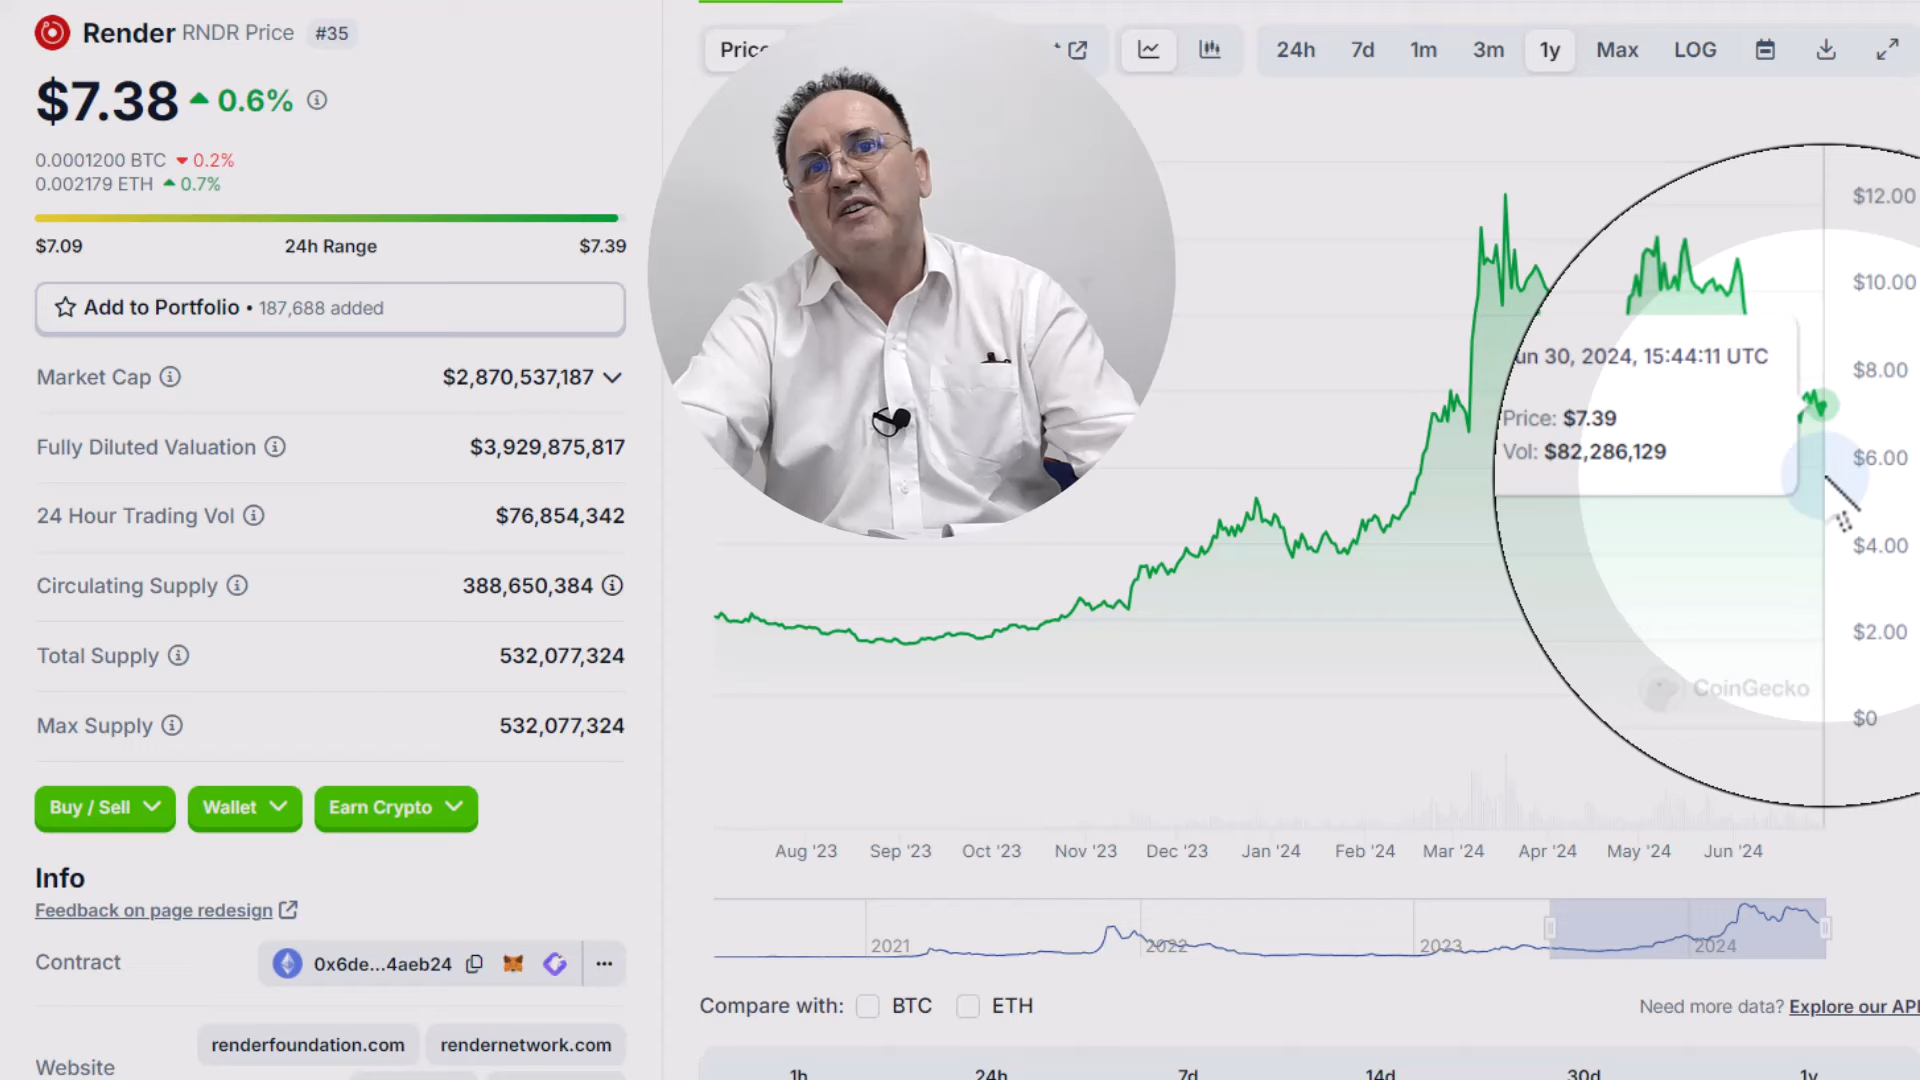 Render RNDR Price #35
$7.38 0.6%
0.0001200 BTC 0.2%
0.002179 ETH 0.7%
$7.09 24h Range $7.39
Add to Portfolio • 187,688 added
Market Cap $2,870,537,187
Fully Diluted Valuation $3,929,875,817
24 Hour Trading Vol $76,854,342
Circulating Supply 388,650,384
Total Supply 532,077,324
Max Supply 532,077,324
Buy / Sell Wallet Earn Crypto
Info
Feedback on page redesign
Contract 0x6de...4aeb24
Website renderfoundation.com rendernetwork.com
Price 24h 7d 1m 3m 1y Max LOG
$12.00
$10.00
$8.00
$6.00
$4.00
$2.00
$0
un 30, 2024, 15:44:11 UTC
Price: $7.39
Vol: $82,286,129
CoinGecko
Aug '23 Sep '23 Oct '23 Nov '23 Dec '23 Jan '24 Feb '24 Mar '24 Apr '24 May '24 Jun '24
2021 2022 2023 2024
Compare with: BTC ETH
Need more data? Explore our API
1h 24h 7d 14d 30d 1y